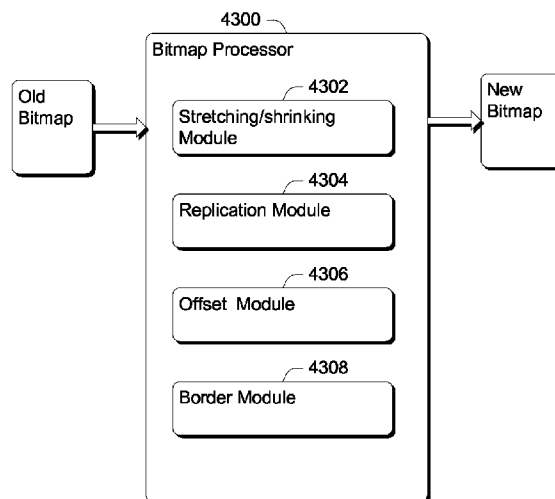 4300
Bitmap Processor
Old
Bitmap
New
Bitmap
4302
Stretching/shrinking
Module
4304
Replication Module
4306
Offset Module
4308
Border Module